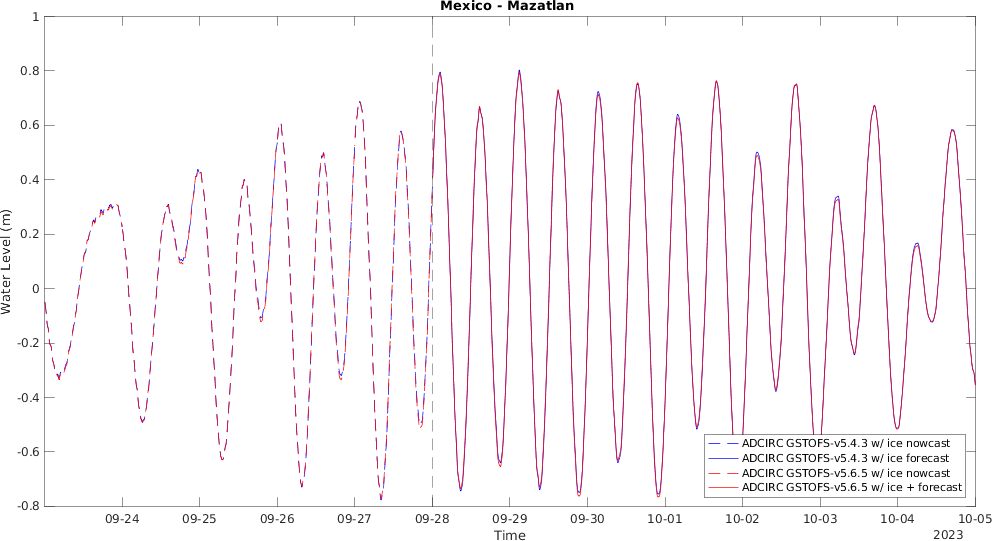 Mexico - Mazatlan
1
0.8
0.6
0.4
0.2
0
-0.2
-0.4
-0.6
-0.8
Water Level (m)
09-24 09-25 09-26 09-27 09-28 09-29 09-30 10-01 10-02 10-03 10-04 10-05
Time
2023
ADCIRC GSTOFS-v5.4.3 w/ ice nowcast
ADCIRC GSTOFS-v5.4.3 w/ ice forecast
ADCIRC GSTOFS-v5.6.5 w/ ice nowcast
ADCIRC GSTOFS-v5.6.5 w/ ice + forecast